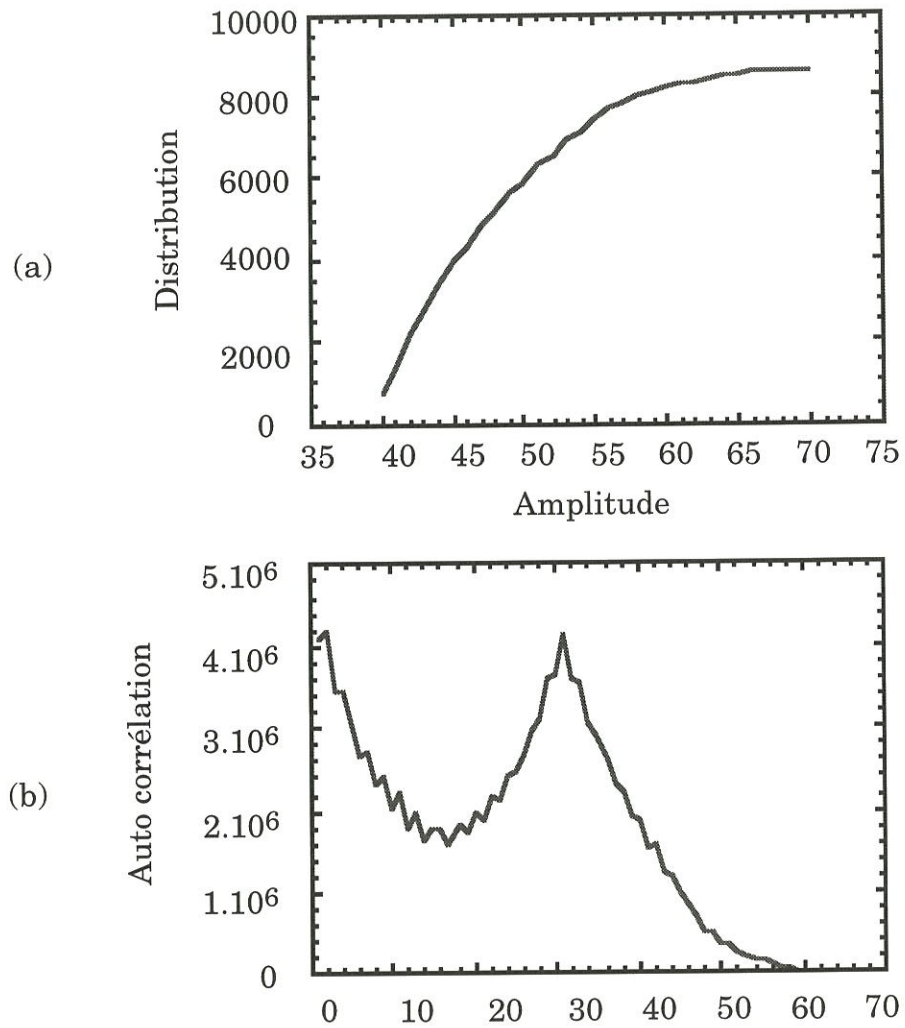 (a)
Distribution
10000
8000
6000
4000
2000
0
35 40 45 50 55 60 65 70 75
Amplitude
(b)
Auto corrélation
5.10⁶
4.10⁶
3.10⁶
2.10⁶
1.10⁶
0
0 10 20 30 40 50 60 70